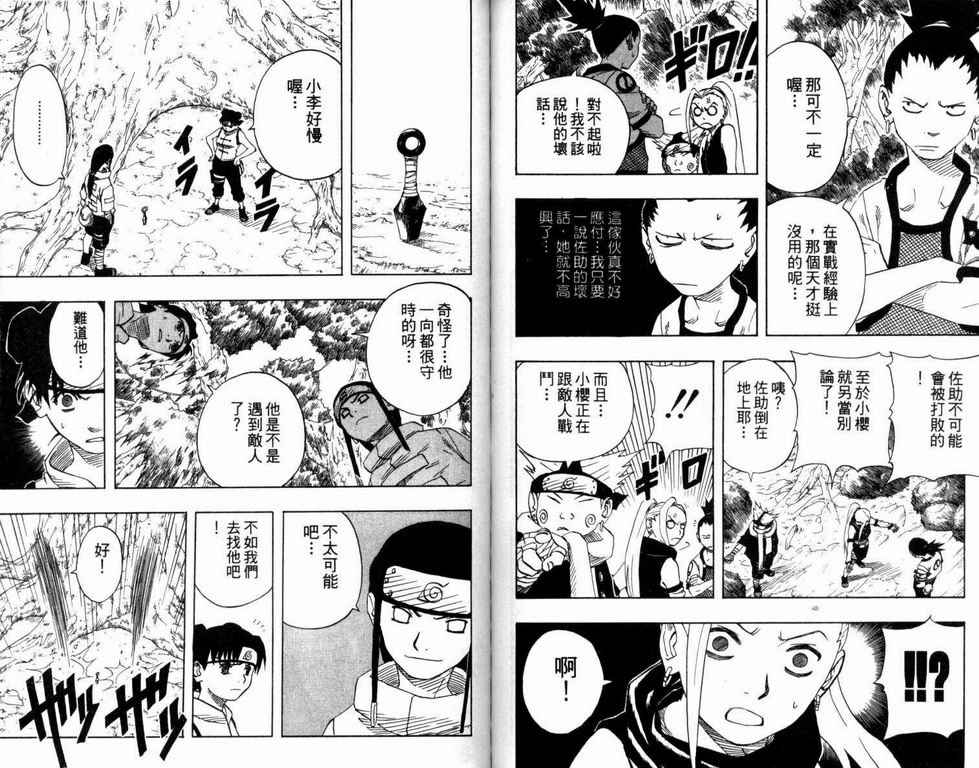 那可不一定
喔…
在實戰經驗上
，那個天才挺
沒用的呢…
ギロ!!
對不起啦
！我不該
說他的壞
話…
這傢伙真不好
應付…我只要
一說佐助的壞
話，她就不高
興了…
佐助不可能
會被打敗的
！
至於小櫻
就另當別
論了！
咦？
佐助倒在
地上耶…
!!
而且…
小櫻正在
跟敵人戰
鬥…
ギロ
!!?
啊！
小李好慢
喔…
スタスタ
…………
奇怪了…他
一向都很守
時的呀…
他是不是
遇到敵人
了？
難道他…
不太可能
吧…
不如我們
去找他吧
！
好！
ザザッ
ザザッ